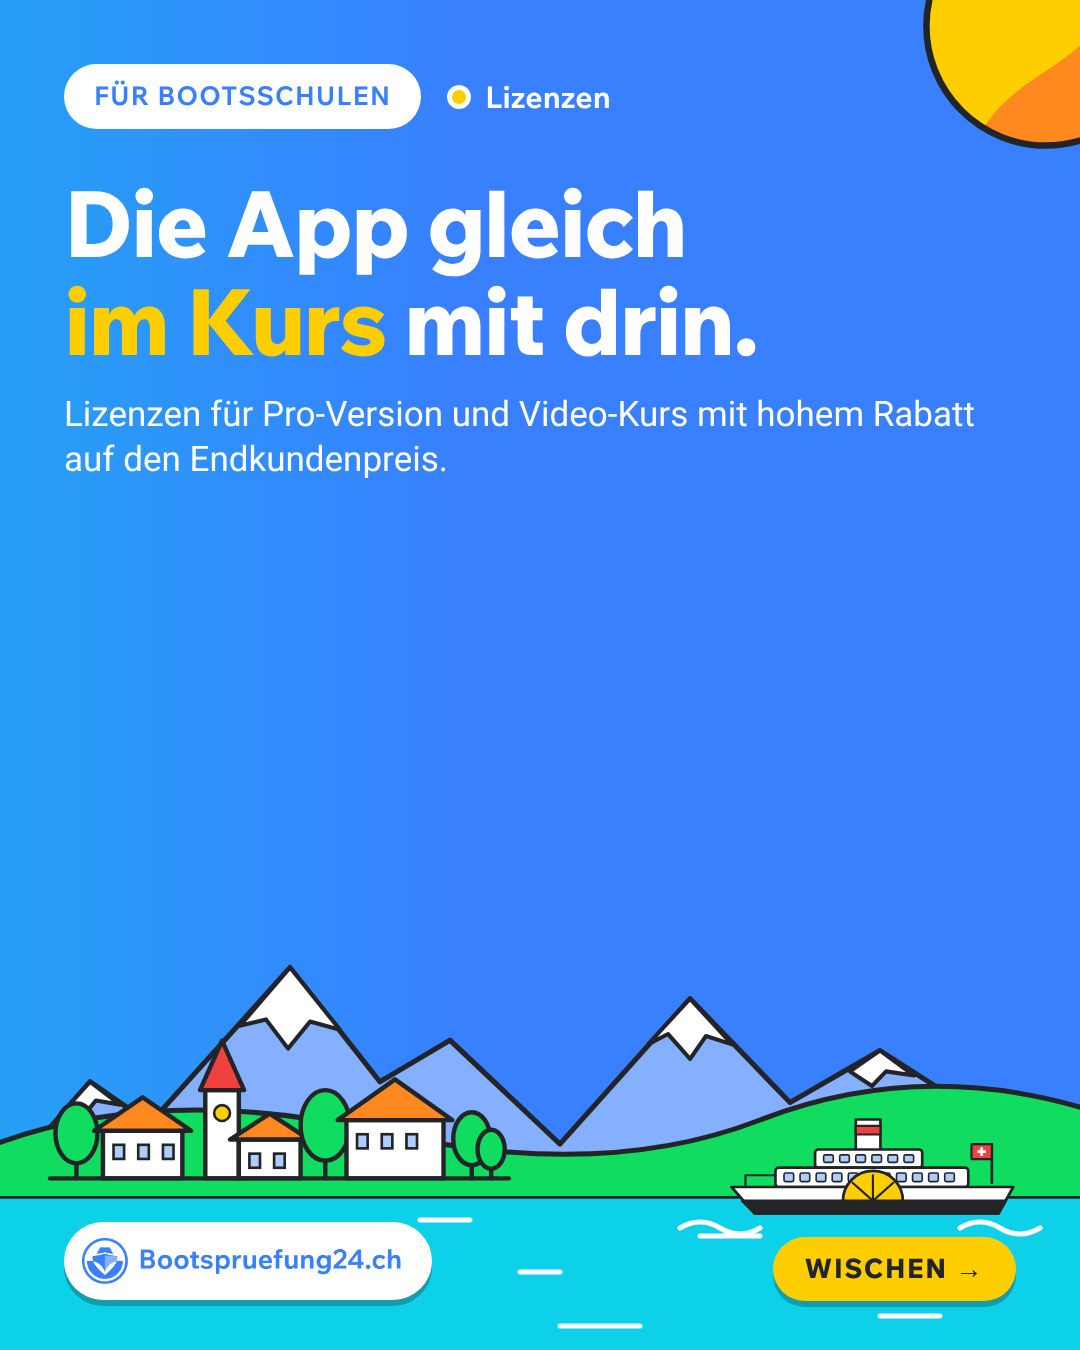 FÜR BOOTSSCHULEN
Lizenzen
Die App gleich
im Kurs mit drin.
Lizenzen für Pro-Version und Video-Kurs mit hohem Rabatt
auf den Endkundenpreis.
Bootspruefung24.ch
WISCHEN →